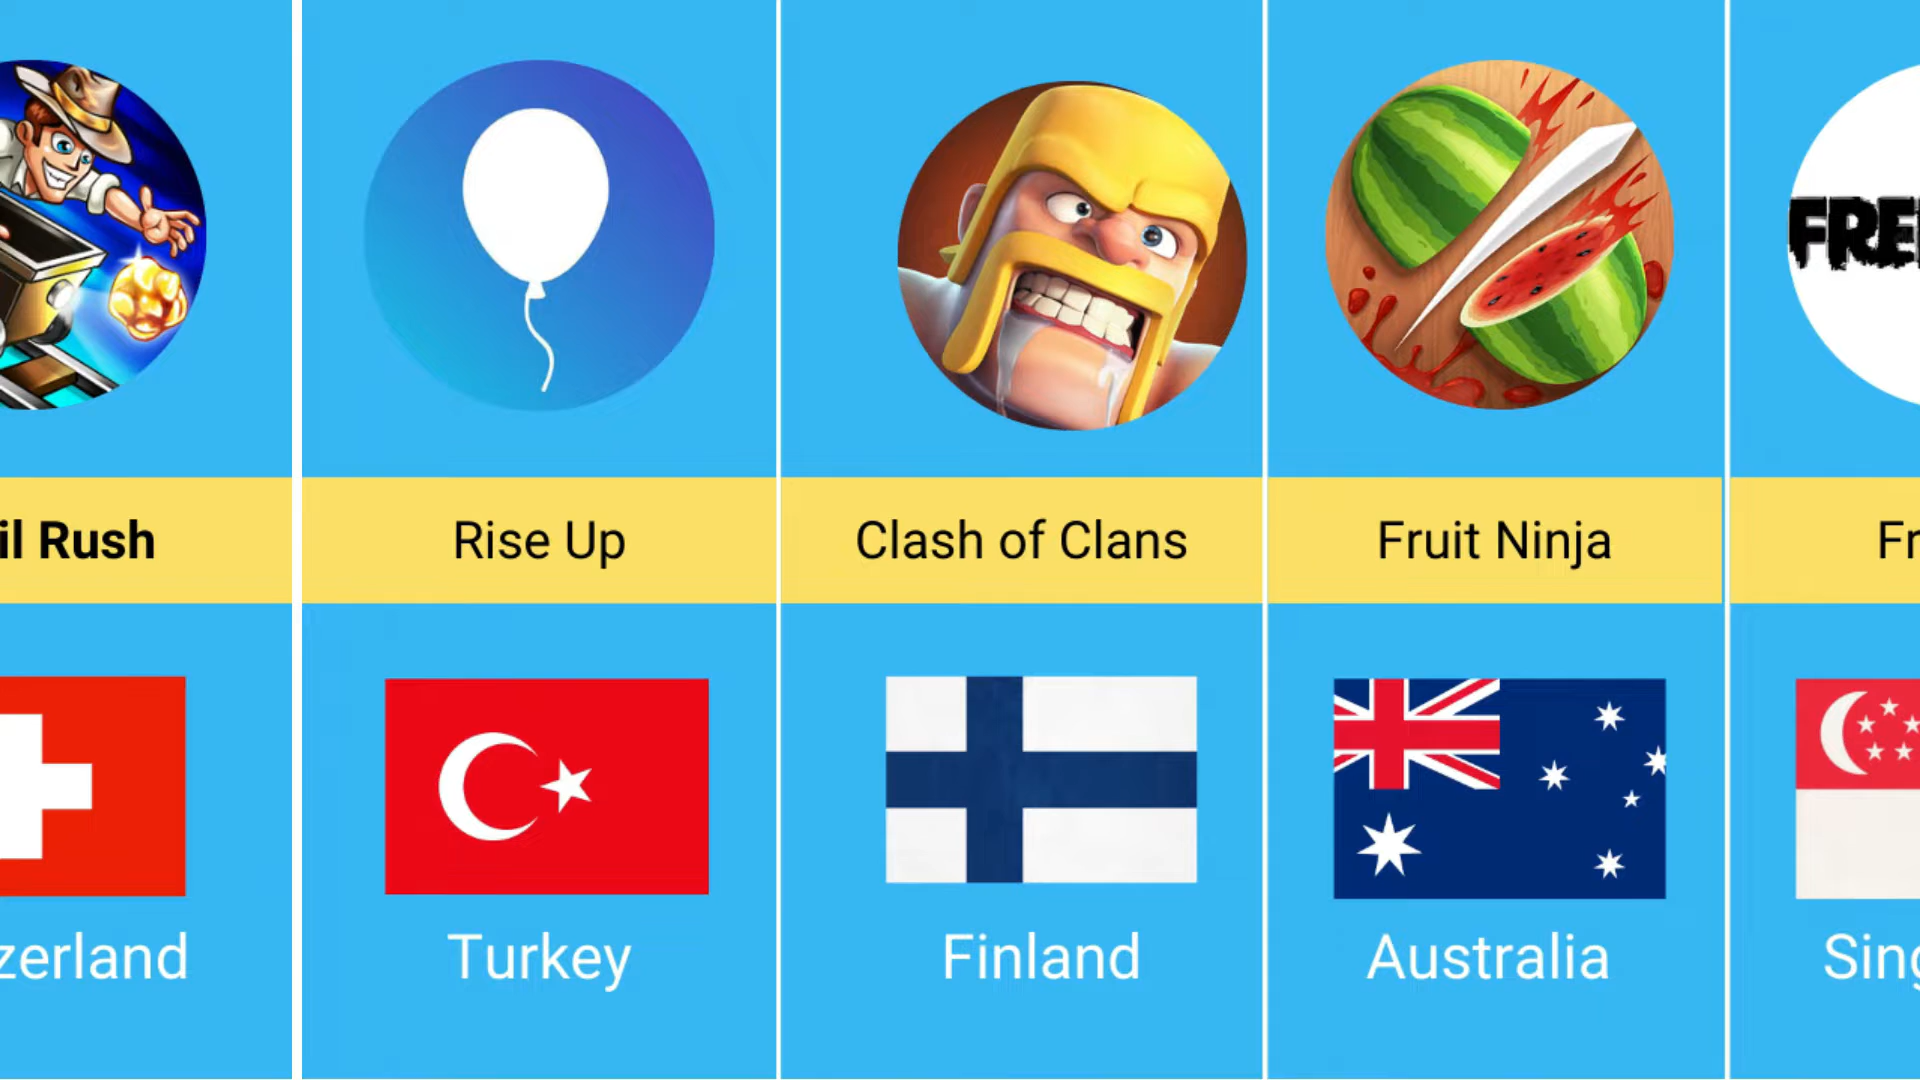 FRE
il Rush
Rise Up
Clash of Clans
Fruit Ninja
Fr
zerland
Turkey
Finland
Australia
Sing